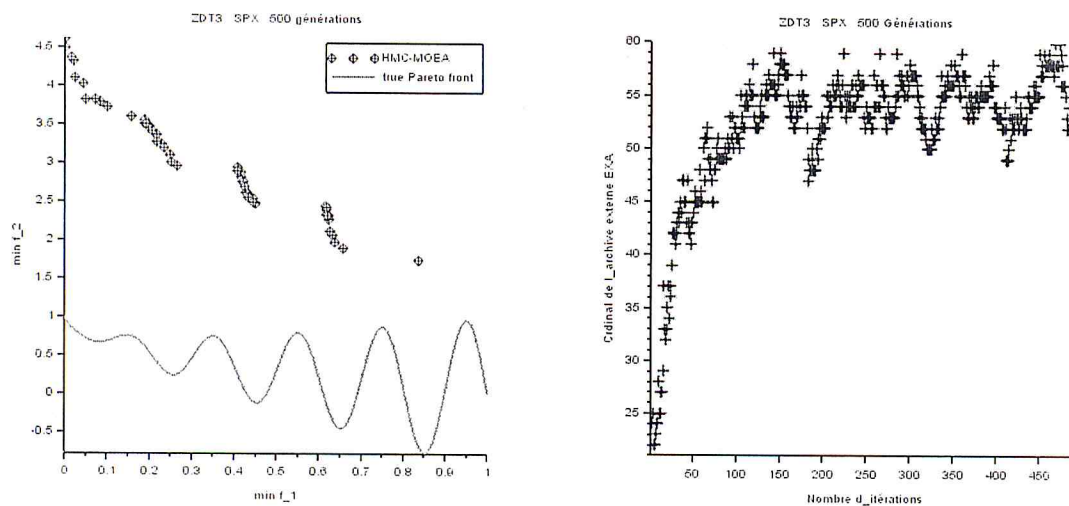 ZDT3 SPX 500 générations
4.5
4
3.5
3
2.5
2
1.5
1
0.5
0
-0.5
min f_2
HMC-MOEA
true Pareto front
0 0.1 0.2 0.3 0.4 0.5 0.6 0.7 0.8 0.9 1
min f_1
ZDT3 SPX 500 Générations
60
55
50
45
40
35
30
25
Crdinal de l_archive externe EXA
50 100 150 200 250 300 350 400 450
Nombre d_itérations